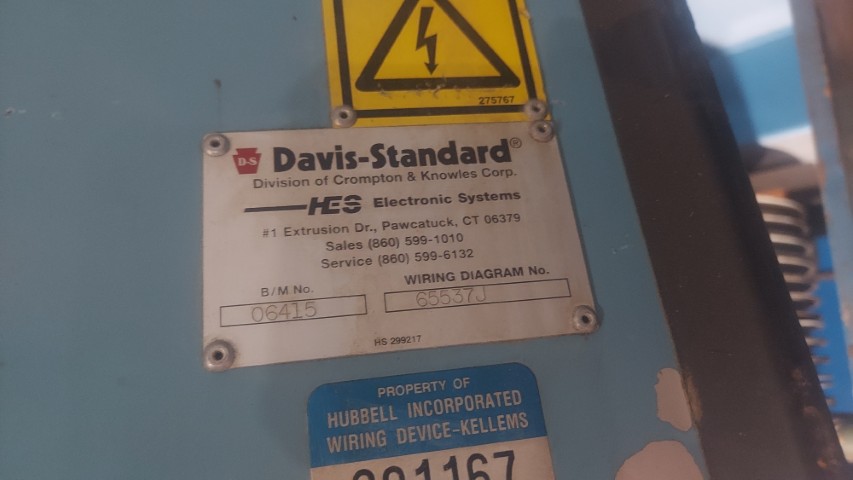 275767
D-S Davis-Standard®
Division of Crompton & Knowles Corp.
HES Electronic Systems
#1 Extrusion Dr., Pawcatuck, CT 06379
Sales (860) 599-1010
Service (860) 599-6132
B/M No. WIRING DIAGRAM No.
06415 65537J
HS 299217
PROPERTY OF
HUBBELL INCORPORATED
WIRING DEVICE-KELLEMS